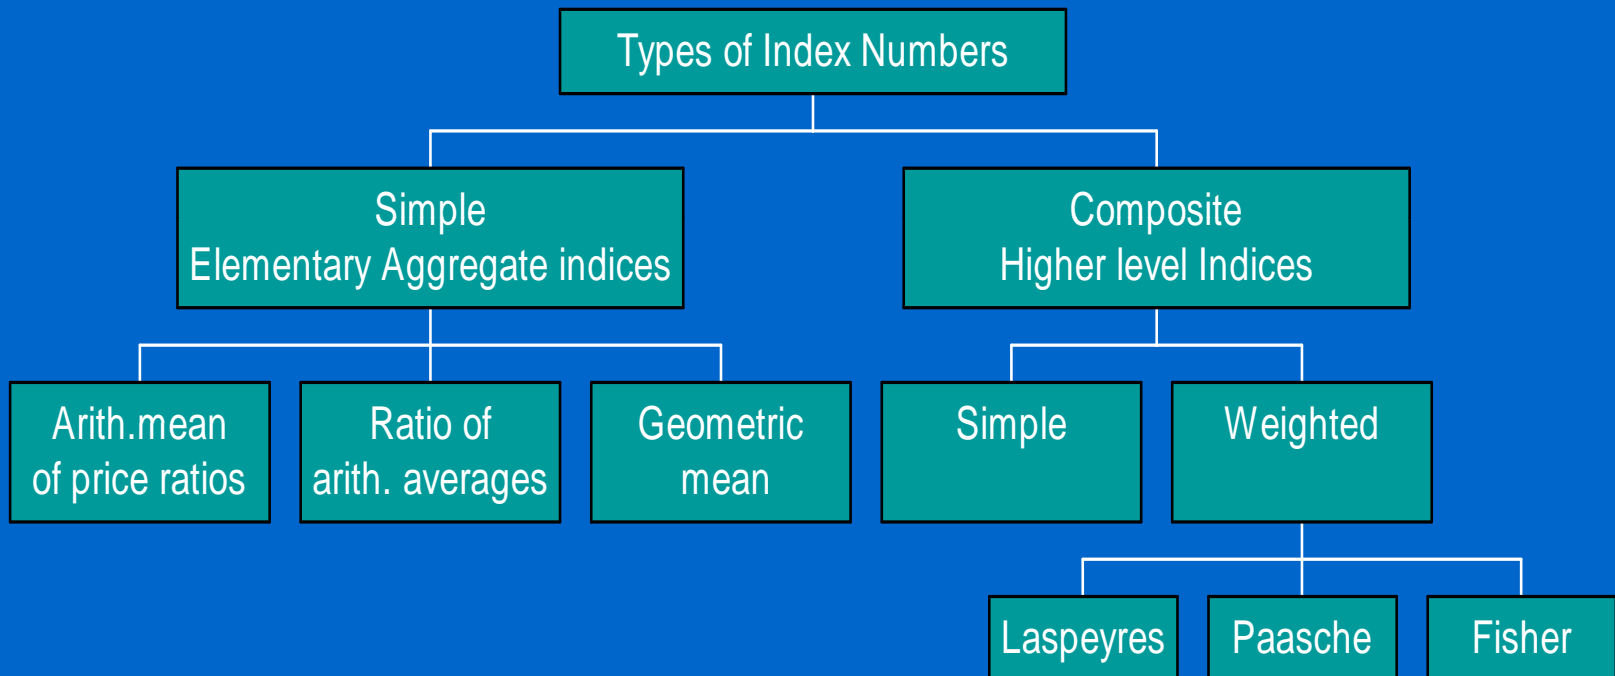 Types of Index Numbers
Simple
Elementary Aggregate indices
Composite
Higher level Indices
Arith.mean
of price ratios
Ratio of
arith. averages
Geometric
mean
Simple
Weighted
Laspeyres
Paasche
Fisher